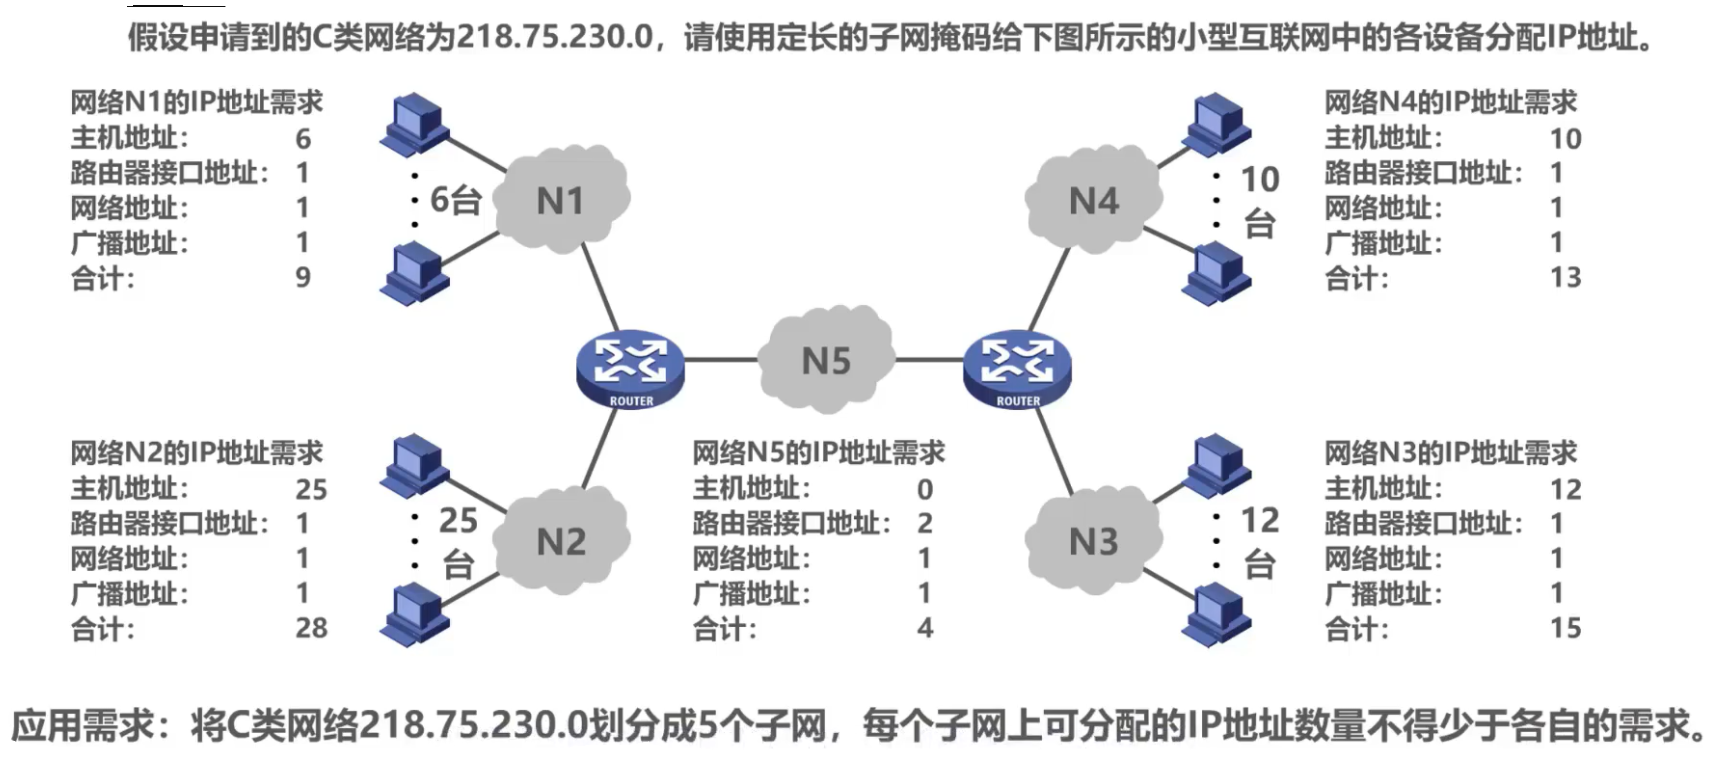 假设申请到的C类网络为218.75.230.0，请使用定长的子网掩码给下图所示的小型互联网中的各设备分配IP地址。
网络N1的IP地址需求
主机地址： 6
路由器接口地址： 1
网络地址： 1
广播地址： 1
合计： 9
6台
N1
N4
10
台
网络N4的IP地址需求
主机地址： 10
路由器接口地址： 1
网络地址： 1
广播地址： 1
合计： 13
ROUTER
N5
ROUTER
网络N2的IP地址需求
主机地址： 25
路由器接口地址： 1
网络地址： 1
广播地址： 1
合计： 28
25
台
N2
网络N5的IP地址需求
主机地址： 0
路由器接口地址： 2
网络地址： 1
广播地址： 1
合计： 4
N3
12
台
网络N3的IP地址需求
主机地址： 12
路由器接口地址： 1
网络地址： 1
广播地址： 1
合计： 15
应用需求：将C类网络218.75.230.0划分成5个子网，每个子网上可分配的IP地址数量不得少于各自的需求。